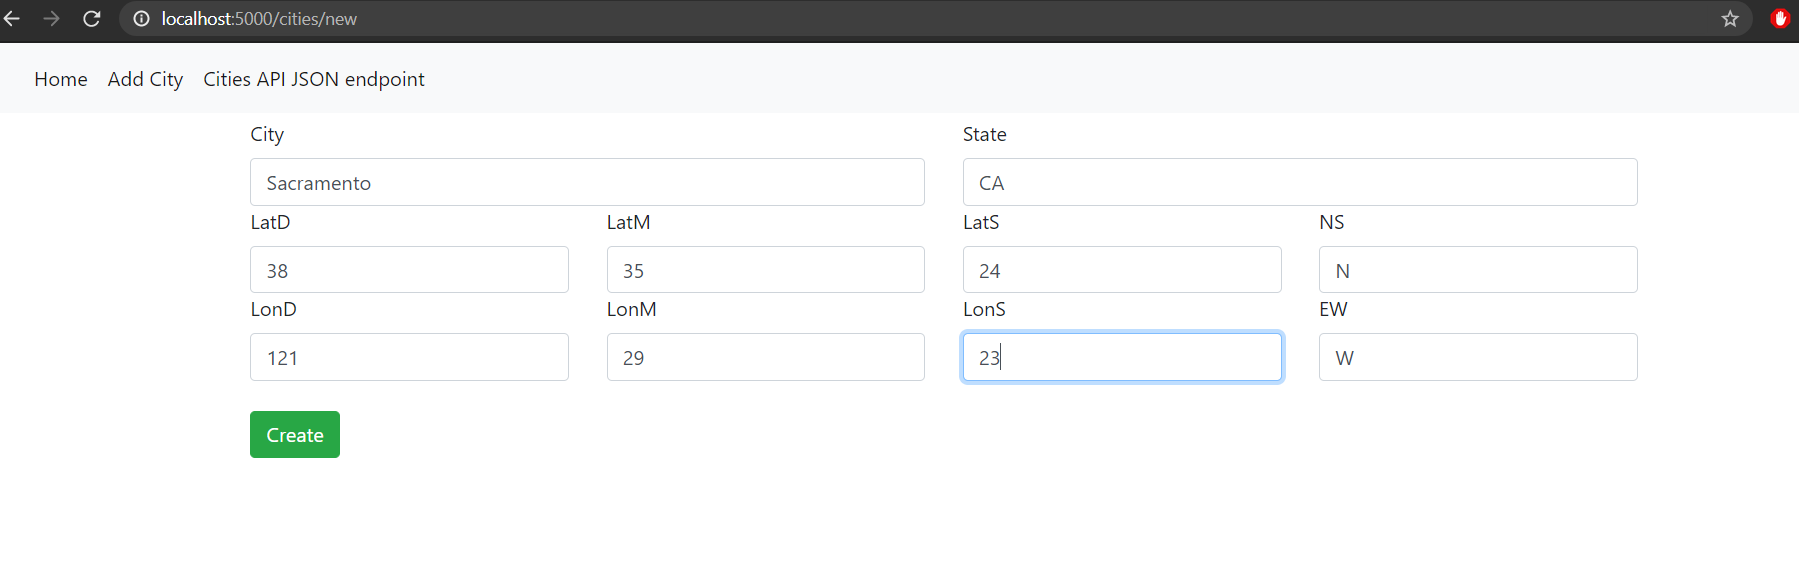 localhost:5000/cities/new
Home Add City Cities API JSON endpoint
City State
Sacramento CA
LatD LatM LatS NS
38 35 24 N
LonD LonM LonS EW
121 29 23 W
Create